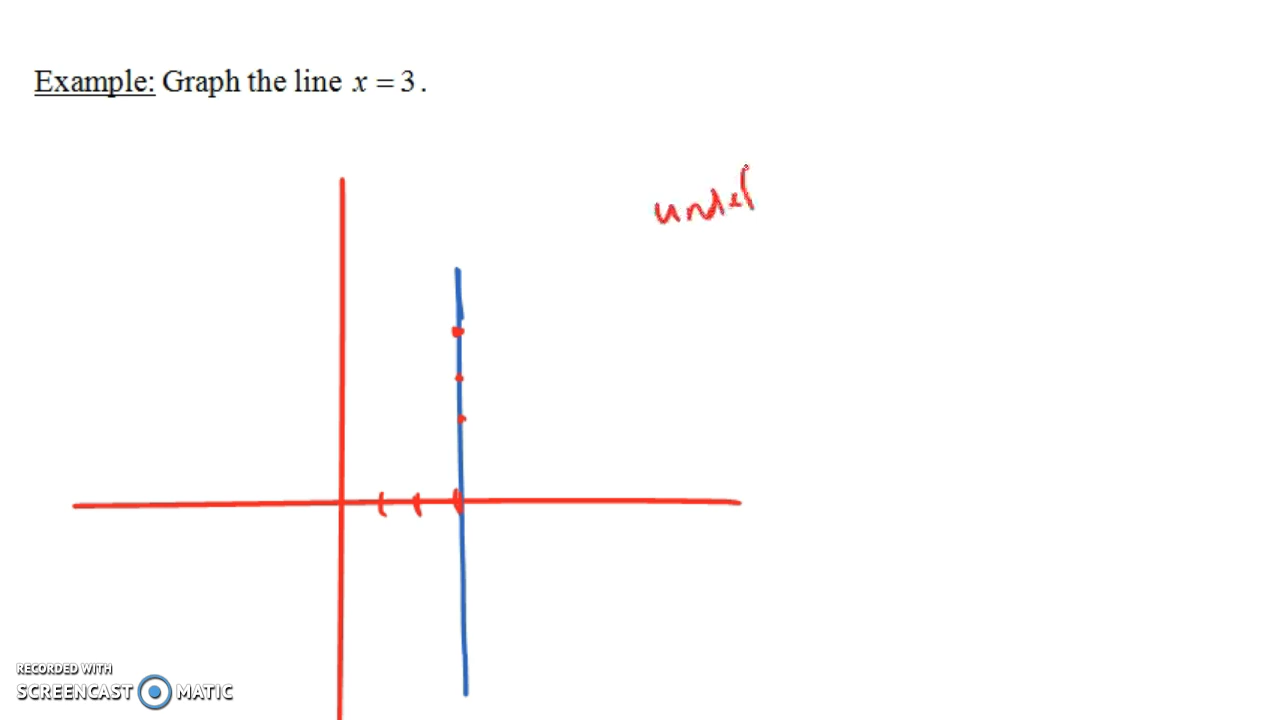 Example: Graph the line x = 3.
undef
RECORDED WITH
SCREENCAST MATIC